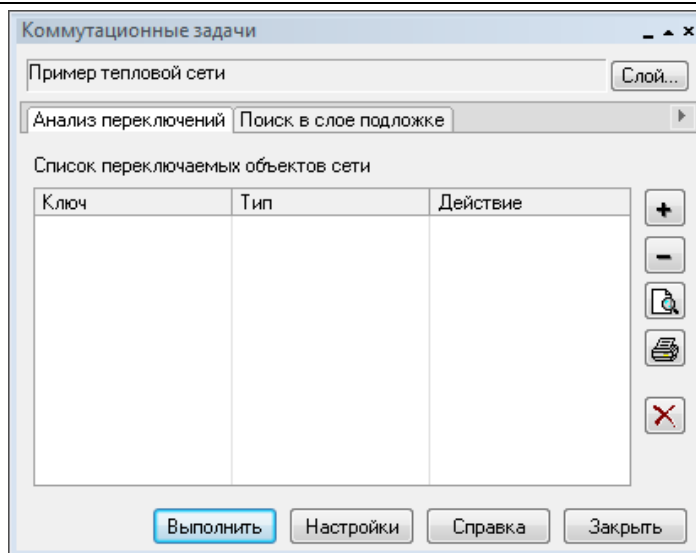 Коммутационные задачи
Пример тепловой сети Слой...
Анализ переключений Поиск в слое подложке
Список переключаемых объектов сети
Ключ Тип Действие
Выполнить Настройки Справка Закрыть